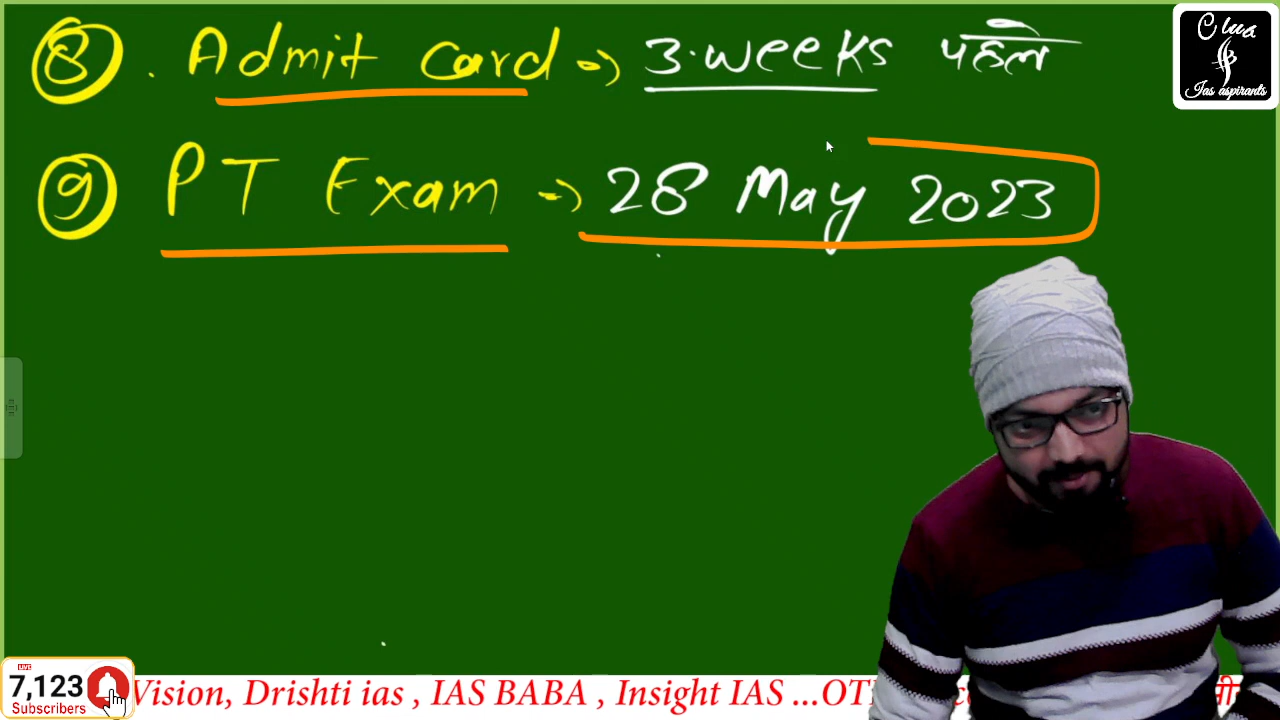 8. Admit card => 3 weeks पहले
9 PT Exam => 28 May 2023
Clua
Ias aspirants
LIVE
7,123
Subscribers
Vision, Drishti ias , IAS BABA , Insight IAS ...OT